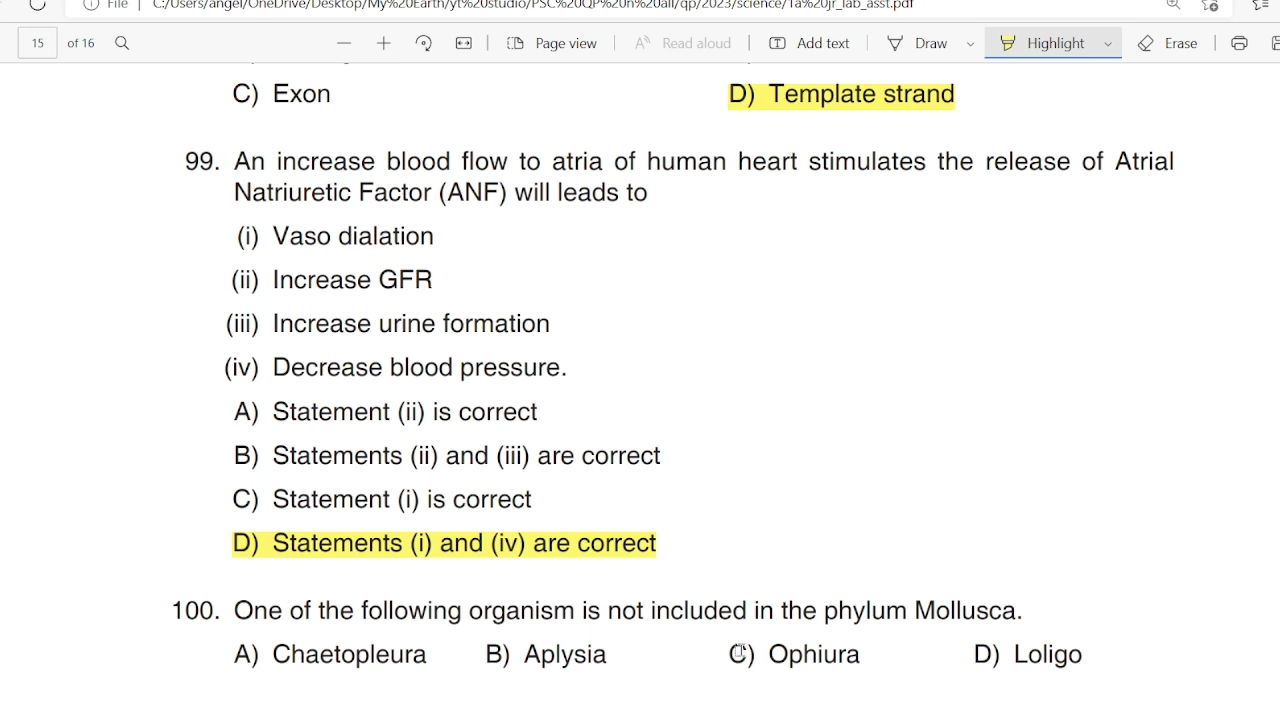 File | C:/Users/angel/OneDrive/Desktop/My%20Earth/yt%20studio/PSC%20QP%20n%20all/qp/2023/science/1a%20jr_lab_asst.pdf
15 of 16 Page view Read aloud Add text Draw Highlight Erase
C) Exon D) Template strand
99. An increase blood flow to atria of human heart stimulates the release of Atrial
Natriuretic Factor (ANF) will leads to
(i) Vaso dialation
(ii) Increase GFR
(iii) Increase urine formation
(iv) Decrease blood pressure.
A) Statement (ii) is correct
B) Statements (ii) and (iii) are correct
C) Statement (i) is correct
D) Statements (i) and (iv) are correct
100. One of the following organism is not included in the phylum Mollusca.
A) Chaetopleura B) Aplysia C) Ophiura D) Loligo